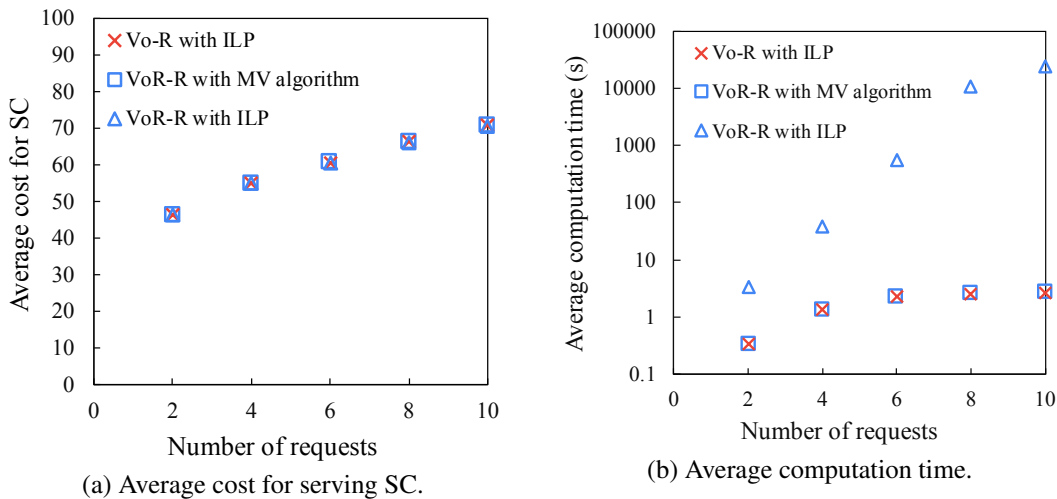 100
90
80
70
60
50
40
30
20
10
0
Average cost for SC
Vo-R with ILP
VoR-R with MV algorithm
VoR-R with ILP
0 2 4 6 8 10
Number of requests
(a) Average cost for serving SC.
100000
10000
1000
100
10
1
0.1
Average computation time (s)
Vo-R with ILP
VoR-R with MV algorithm
VoR-R with ILP
0 2 4 6 8 10
Number of requests
(b) Average computation time.